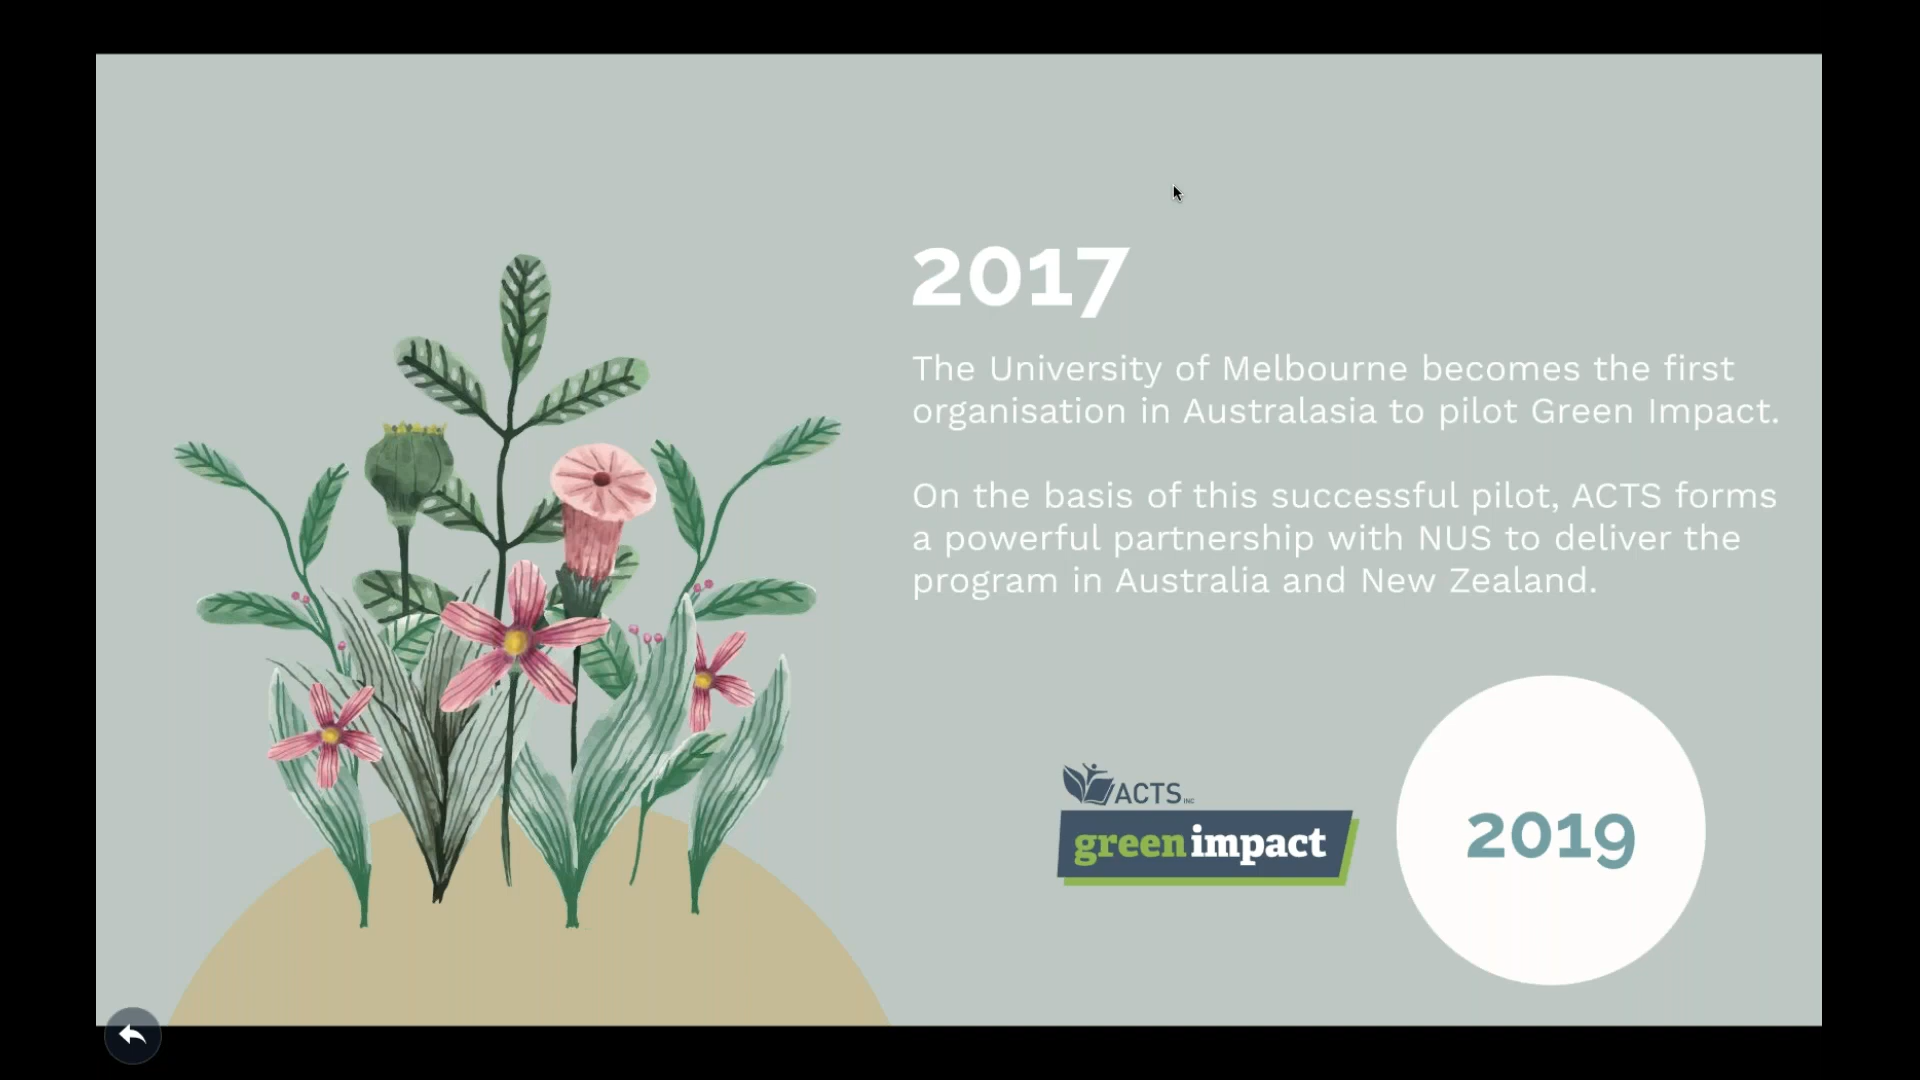 2017
The University of Melbourne becomes the first
organisation in Australasia to pilot Green Impact.
On the basis of this successful pilot, ACTS forms
a powerful partnership with NUS to deliver the
program in Australia and New Zealand.
ACTS INC
greenimpact
2019